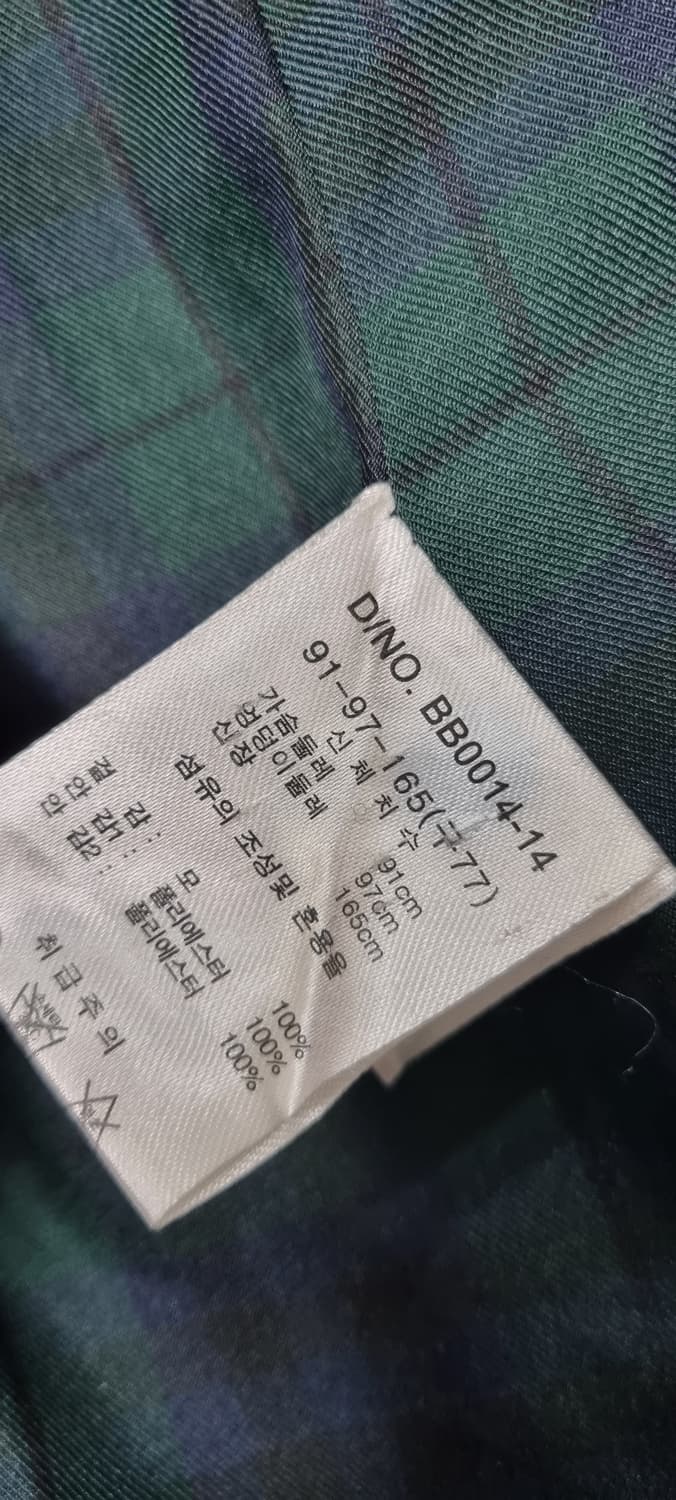 D/NO. BB0014-14
91-97-165(구-77)
신 체 치 수
가슴둘레 91cm
엉덩이둘레 97cm
신장 165cm
섬유의 조성및 혼용율
겉 감 : 모 100%
안 감1 : 폴리에스터 100%
안 감2 : 폴리에스터 100%
취 급 주 의